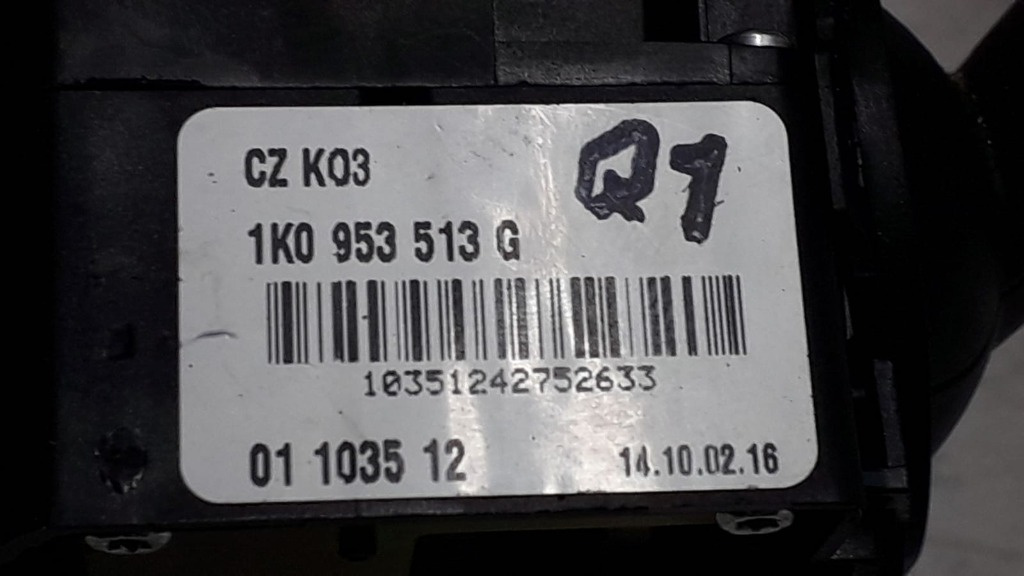 CZ K03
Q1
1K0 953 513 G
10351242752633
01 1035 12
14.10.02.16